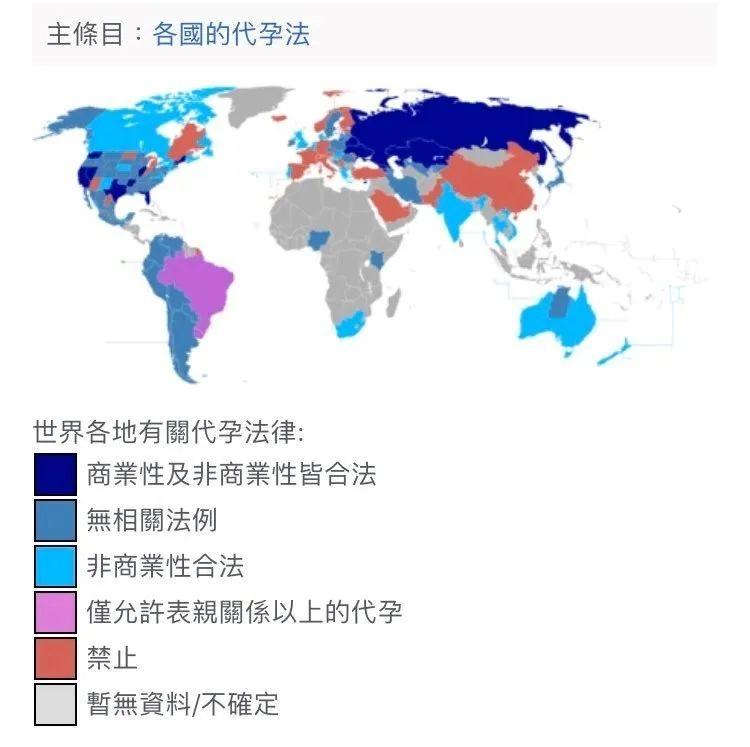 主條目：各國的代孕法
世界各地有關代孕法律:
商業性及非商業性皆合法
無相關法例
非商業性合法
僅允許表親關係以上的代孕
禁止
暫無資料/不確定